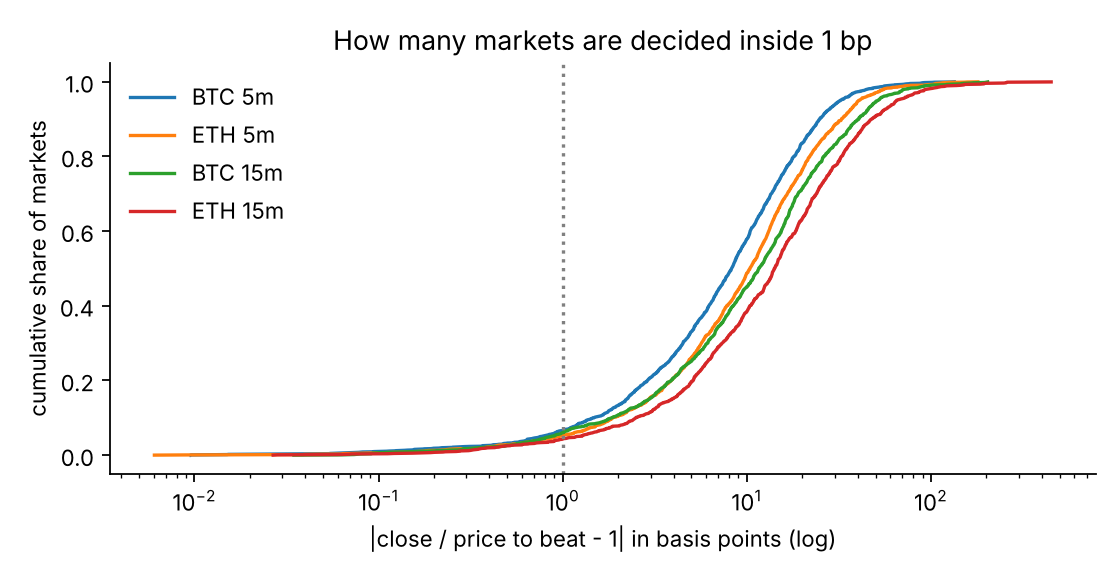 How many markets are decided inside 1 bp
cumulative share of markets
1.0
0.8
0.6
0.4
0.2
0.0
BTC 5m
ETH 5m
BTC 15m
ETH 15m
10⁻² 10⁻¹ 10⁰ 10¹ 10²
|close / price to beat - 1| in basis points (log)